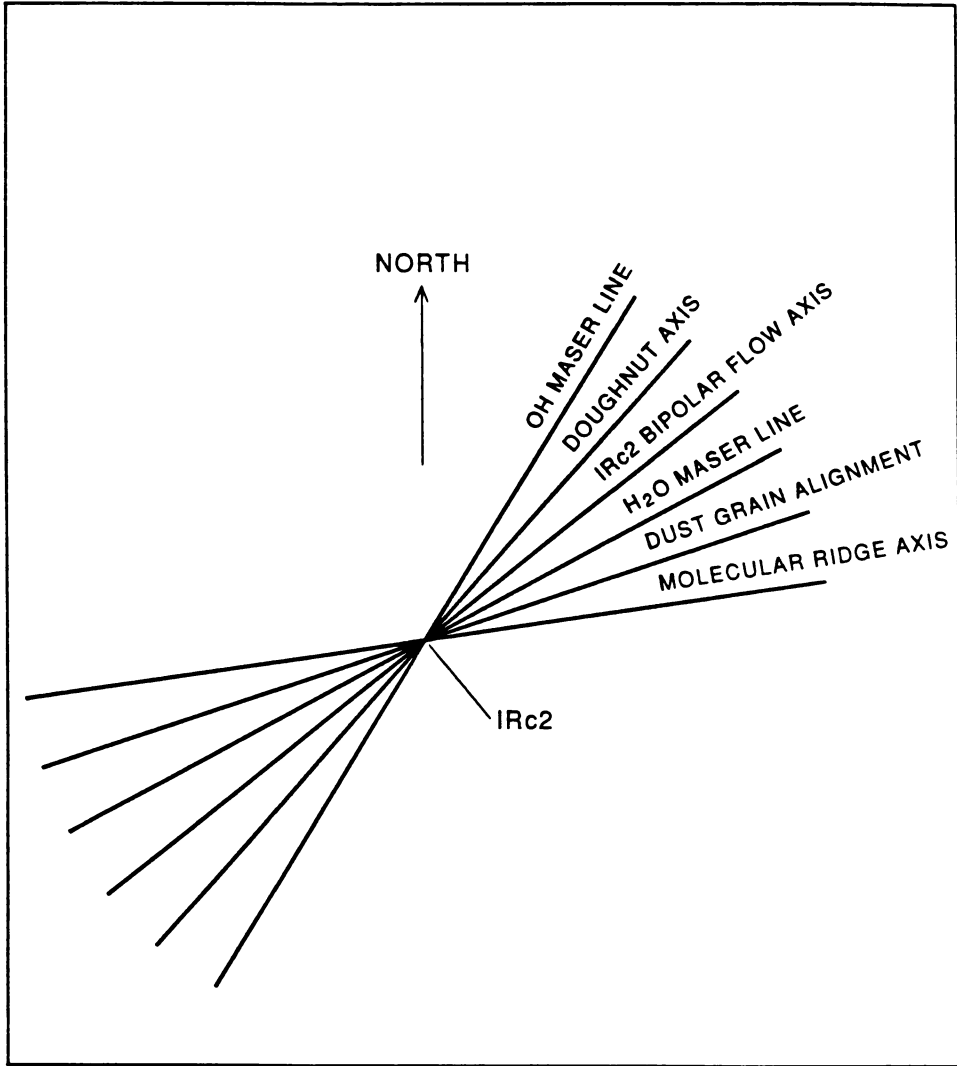 NORTH
OH MASER LINE
DOUGHNUT AXIS
IRc2 BIPOLAR FLOW AXIS
H₂O MASER LINE
DUST GRAIN ALIGNMENT
MOLECULAR RIDGE AXIS
IRc2